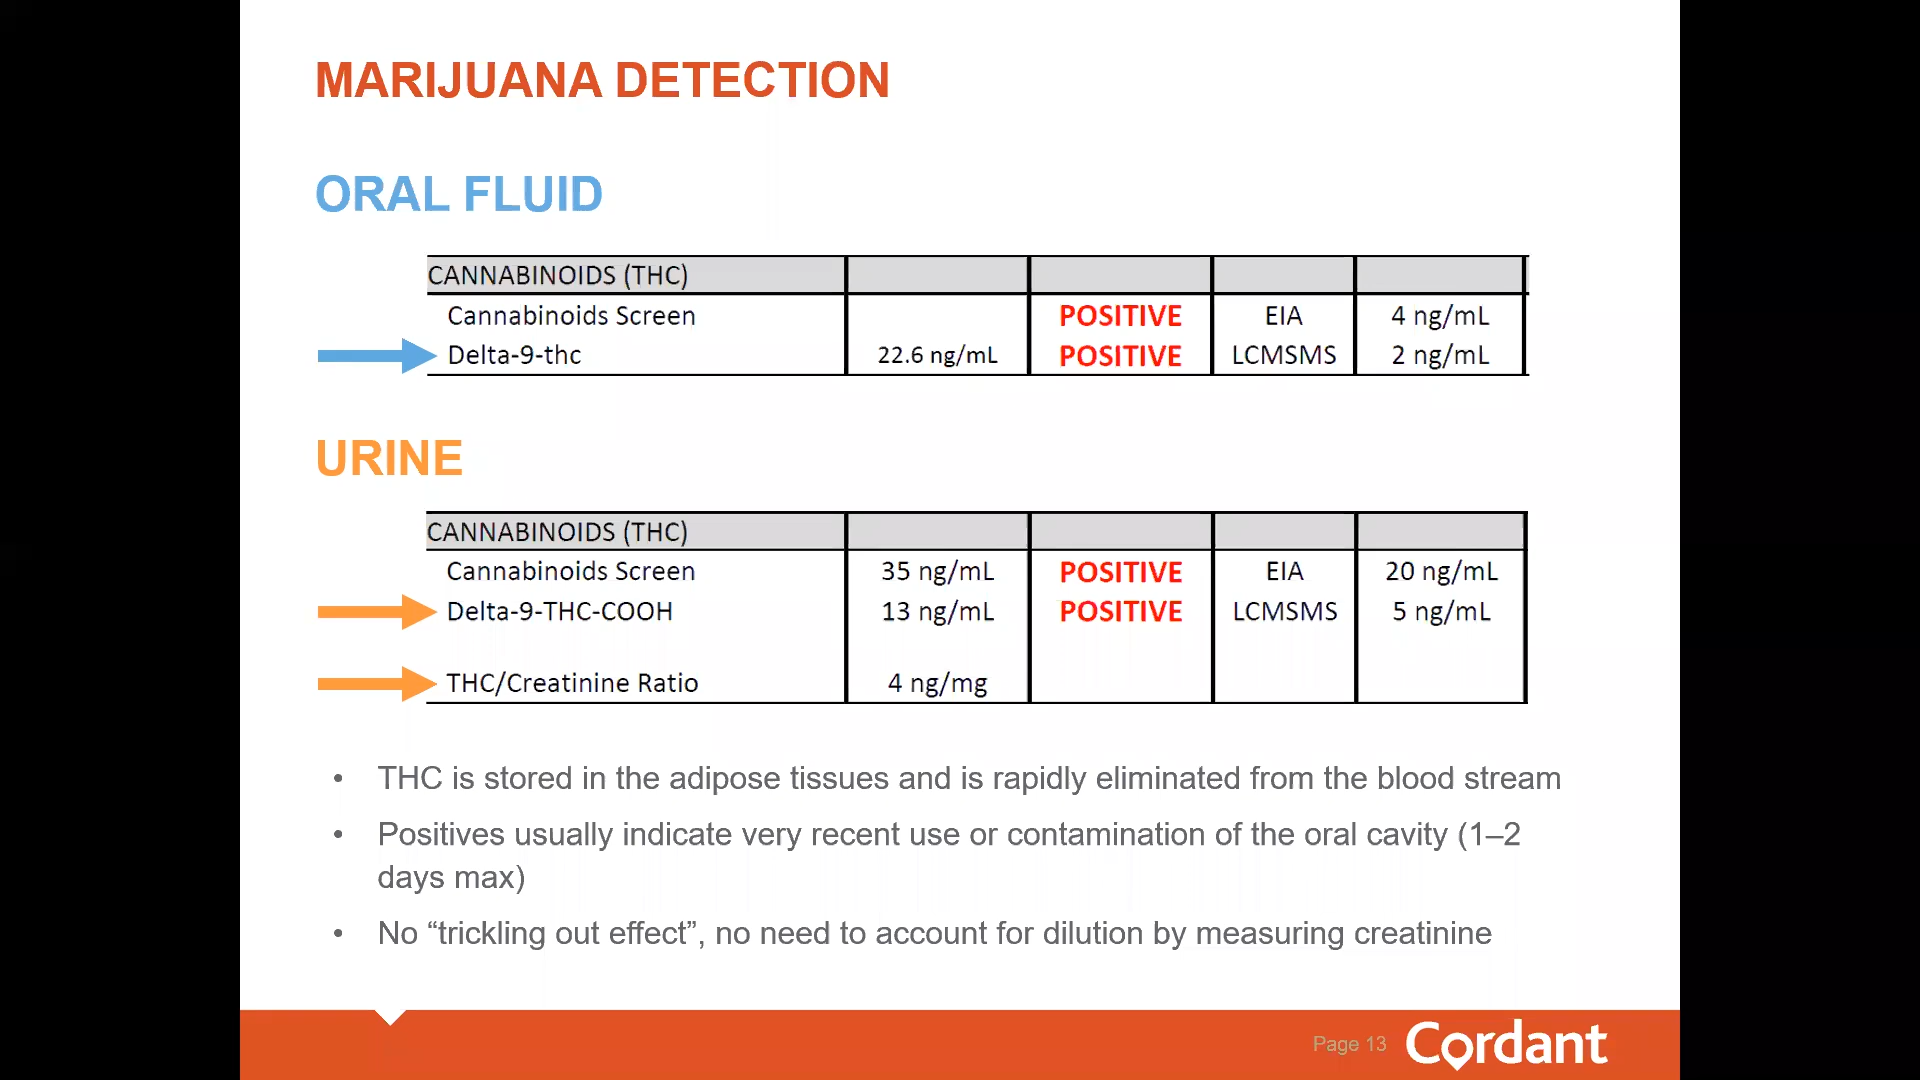 MARIJUANA DETECTION
ORAL FLUID
CANNABINOIDS (THC)
Cannabinoids Screen POSITIVE EIA 4 ng/mL
Delta-9-thc 22.6 ng/mL POSITIVE LCMSMS 2 ng/mL
URINE
CANNABINOIDS (THC)
Cannabinoids Screen 35 ng/mL POSITIVE EIA 20 ng/mL
Delta-9-THC-COOH 13 ng/mL POSITIVE LCMSMS 5 ng/mL
THC/Creatinine Ratio 4 ng/mg
• THC is stored in the adipose tissues and is rapidly eliminated from the blood stream
• Positives usually indicate very recent use or contamination of the oral cavity (1–2
days max)
• No “trickling out effect”, no need to account for dilution by measuring creatinine
Page 13 Cordant